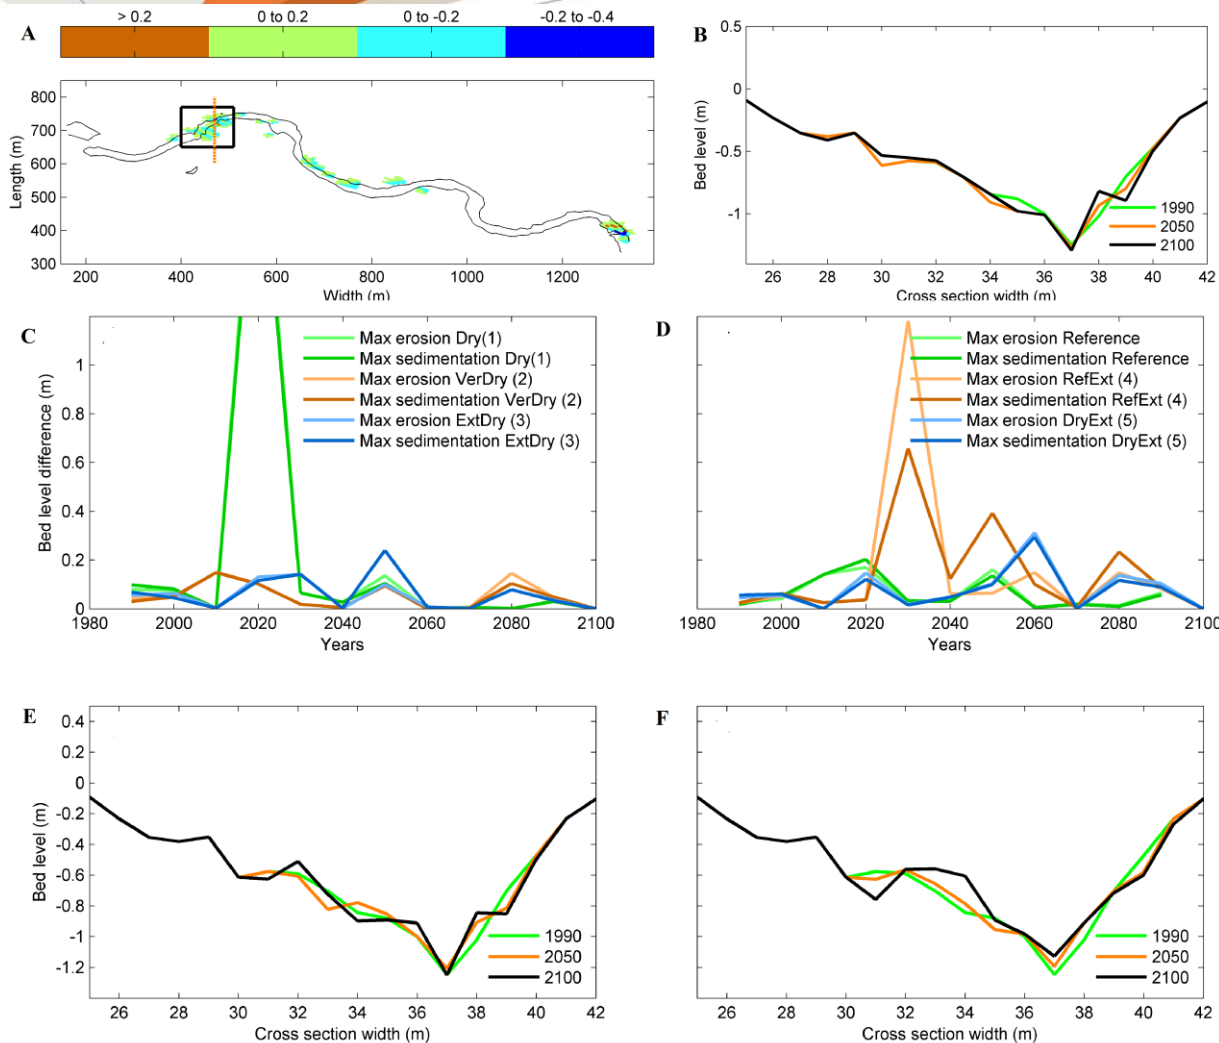 A
> 0.2 0 to 0.2 0 to -0.2 -0.2 to -0.4
800
700
600
500
400
300
Length (m)
200 400 600 800 1000 1200
Width (m)
B
0.5
0
-0.5
-1
Bed level (m)
1990
2050
2100
26 28 30 32 34 36 38 40 42
Cross section width (m)
C
Max erosion Dry(1)
Max sedimentation Dry(1)
Max erosion VerDry (2)
Max sedimentation VerDry (2)
Max erosion ExtDry (3)
Max sedimentation ExtDry (3)
1
0.8
0.6
0.4
0.2
0
Bed level difference (m)
1980 2000 2020 2040 2060 2080 2100
Years
D
Max erosion Reference
Max sedimentation Reference
Max erosion RefExt (4)
Max sedimentation RefExt (4)
Max erosion DryExt (5)
Max sedimentation DryExt (5)
1980 2000 2020 2040 2060 2080 2100
Years
E
0.4
0.2
0
-0.2
-0.4
-0.6
-0.8
-1
-1.2
Bed level (m)
1990
2050
2100
26 28 30 32 34 36 38 40 42
Cross section width (m)
F
1990
2050
2100
26 28 30 32 34 36 38 40 42
Cross section width (m)